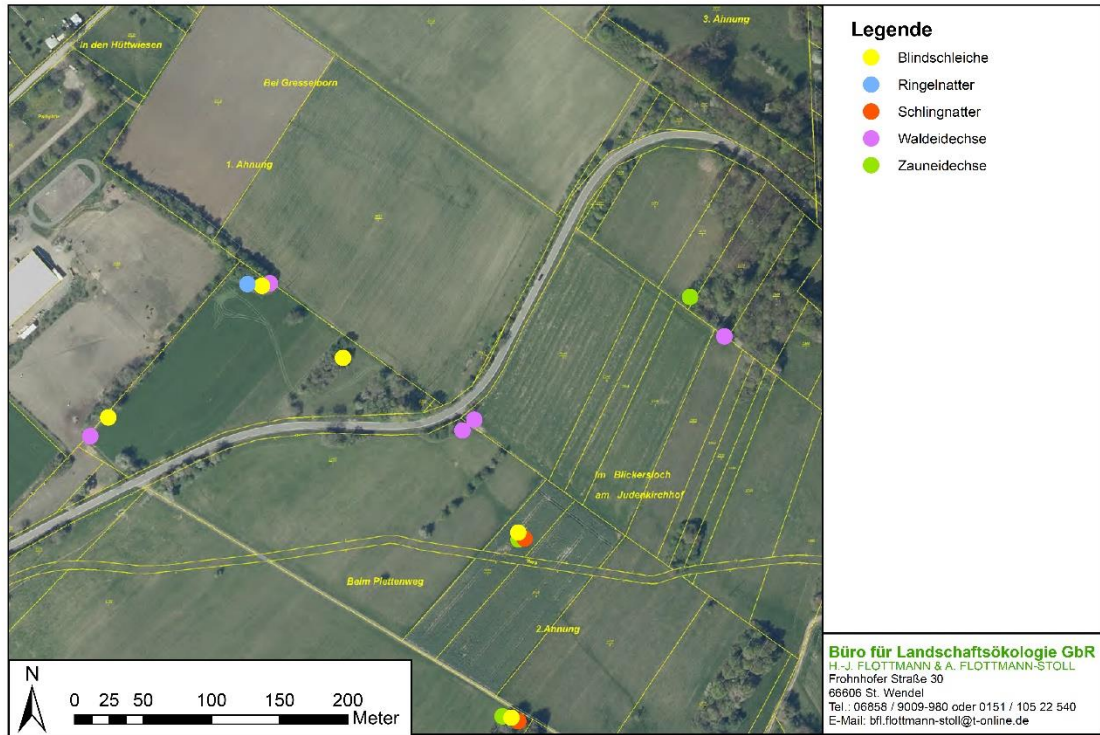 In den Hüttwiesen
Bei Gresselborn
3. Ahnung
1. Ahnung
Im Blickersloch
am Judenkirchhof
Beim Plettenweg
2. Ahnung
N
0 25 50 100 150 200
Meter
Legende
Blindschleiche
Ringelnatter
Schlingnatter
Waldeidechse
Zauneidechse
Büro für Landschaftsökologie GbR
H.-J. FLOTTMANN & A. FLOTTMANN-STOLL
Frohnhofer Straße 30
66606 St. Wendel
Tel.: 06858 / 9009-980 oder 0151 / 105 22 540
E-Mail: bfl.flottmann-stoll@t-online.de